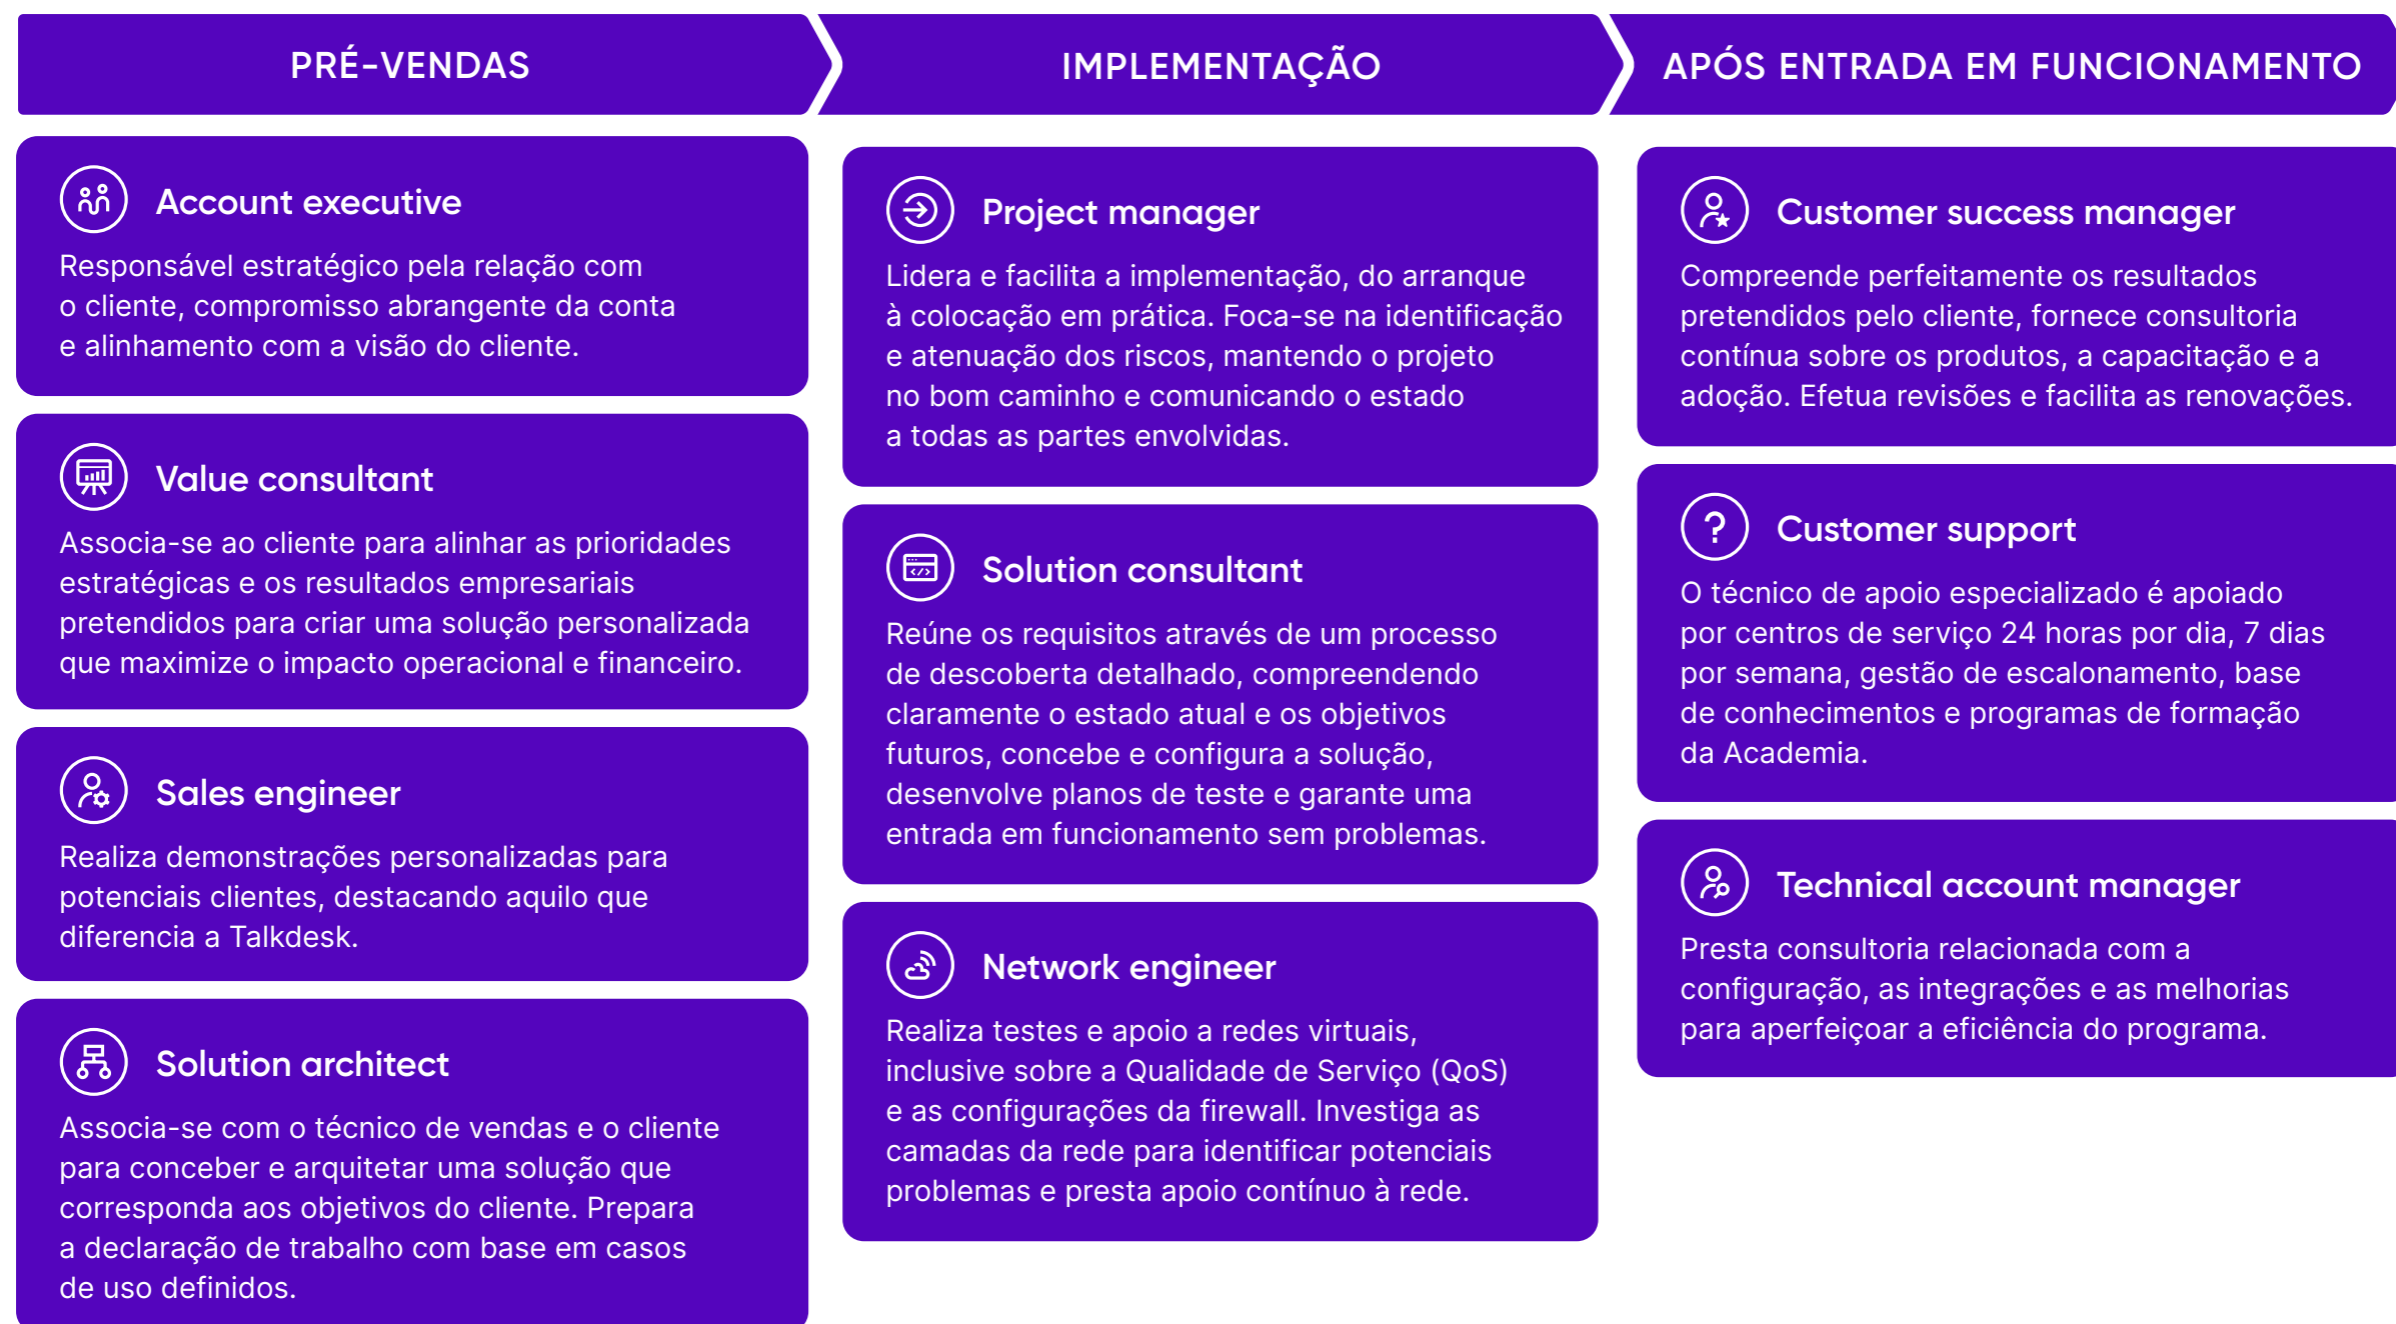 PRÉ-VENDAS
Account executive
Responsável estratégico pela relação com
o cliente, compromisso abrangente da conta
e alinhamento com a visão do cliente.
Value consultant
Associa-se ao cliente para alinhar as prioridades
estratégicas e os resultados empresariais
pretendidos para criar uma solução personalizada
que maximize o impacto operacional e financeiro.
Sales engineer
Realiza demonstrações personalizadas para
potenciais clientes, destacando aquilo que
diferencia a Talkdesk.
Solution architect
Associa-se com o técnico de vendas e o cliente
para conceber e arquitetar uma solução que
corresponda aos objetivos do cliente. Prepara
a declaração de trabalho com base em casos
de uso definidos.
IMPLEMENTAÇÃO
Project manager
Lidera e facilita a implementação, do arranque
à colocação em prática. Foca-se na identificação
e atenuação dos riscos, mantendo o projeto
no bom caminho e comunicando o estado
a todas as partes envolvidas.
Solution consultant
Reúne os requisitos através de um processo
de descoberta detalhado, compreendendo
claramente o estado atual e os objetivos
futuros, concebe e configura a solução,
desenvolve planos de teste e garante uma
entrada em funcionamento sem problemas.
Network engineer
Realiza testes e apoio a redes virtuais,
inclusive sobre a Qualidade de Serviço (QoS)
e as configurações da firewall. Investiga as
camadas da rede para identificar potenciais
problemas e presta apoio contínuo à rede.
APÓS ENTRADA EM FUNCIONAMENTO
Customer success manager
Compreende perfeitamente os resultados
pretendidos pelo cliente, fornece consultoria
contínua sobre os produtos, a capacitação e a
adoção. Efetua revisões e facilita as renovações.
Customer support
O técnico de apoio especializado é apoiado
por centros de serviço 24 horas por dia, 7 dias
por semana, gestão de escalonamento, base
de conhecimentos e programas de formação
da Academia.
Technical account manager
Presta consultoria relacionada com a
configuração, as integrações e as melhorias
para aperfeiçoar a eficiência do programa.